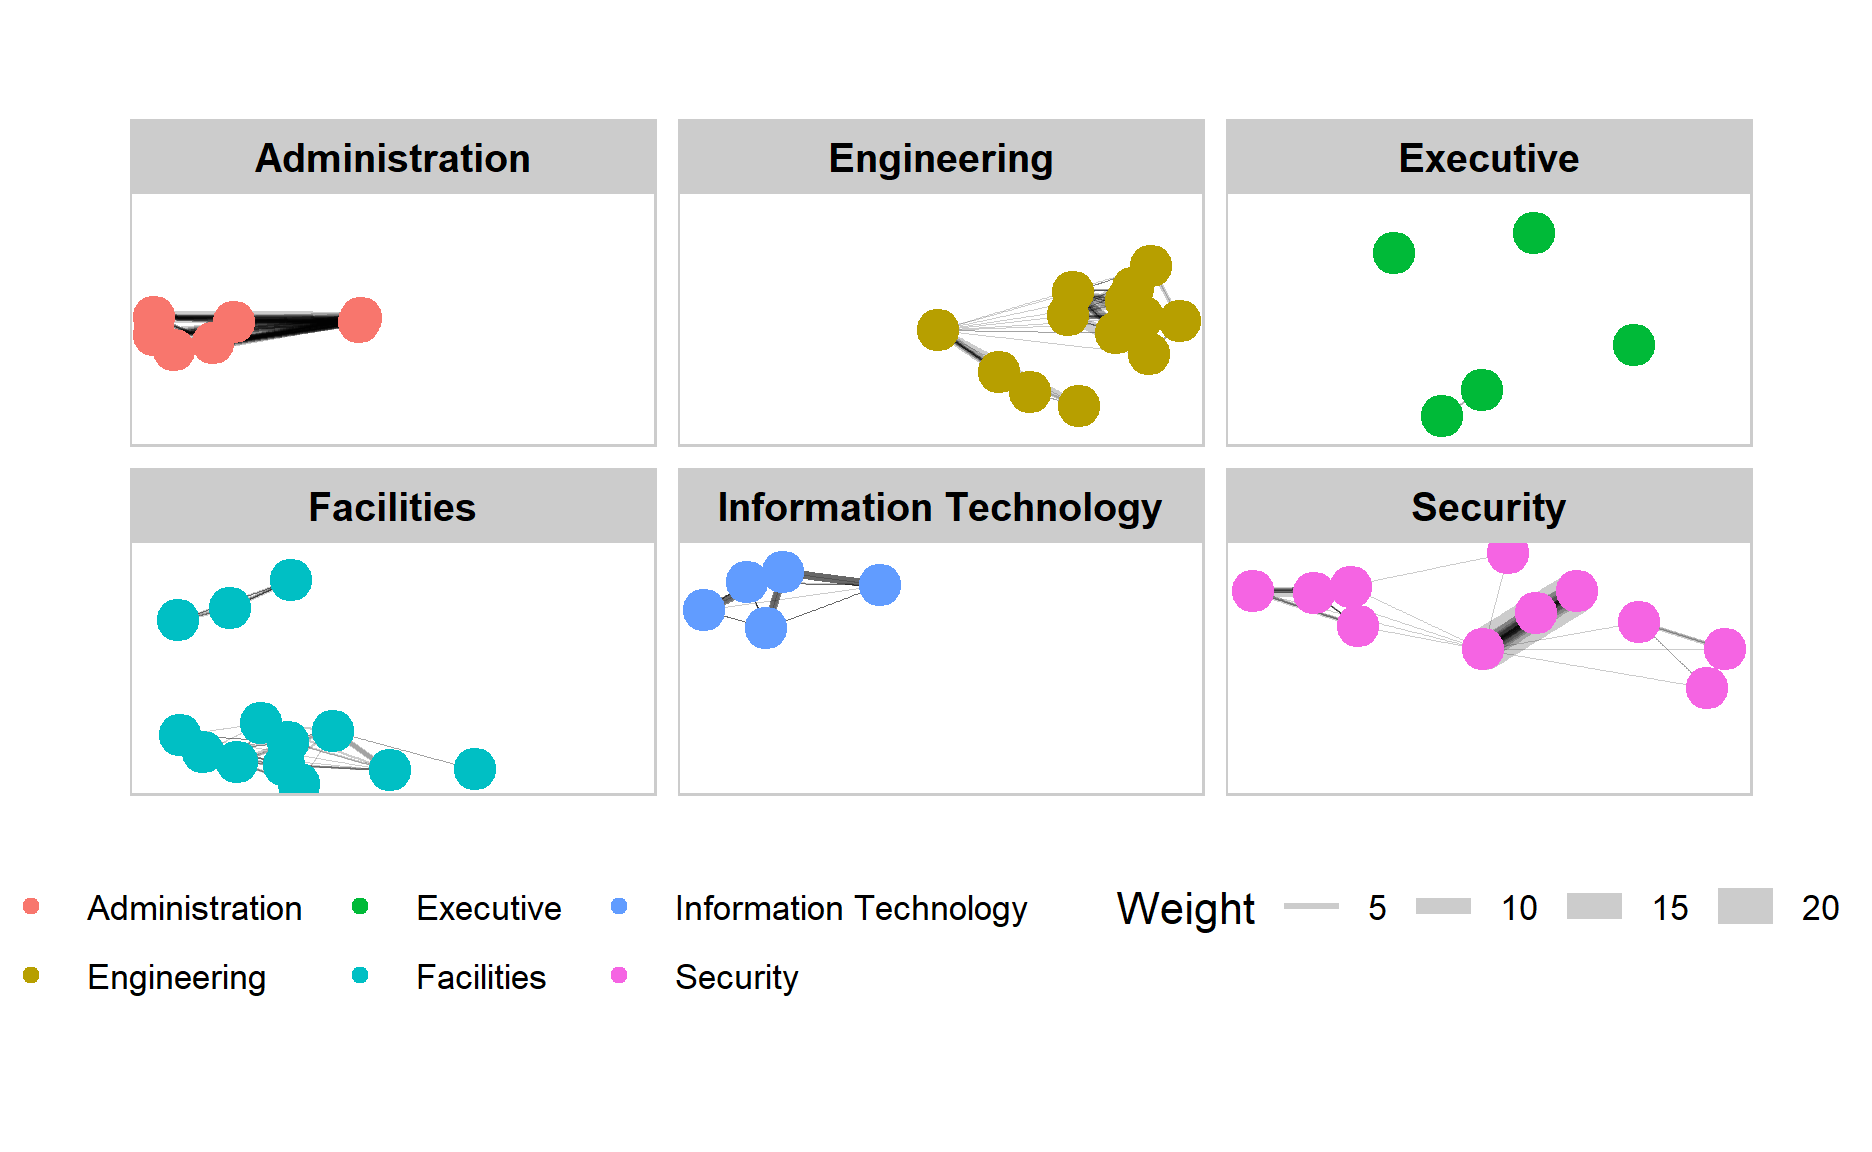 Administration
Engineering
Executive
Facilities
Information Technology
Security
Administration Executive Information Technology Weight 5 10 15 20
Engineering Facilities Security